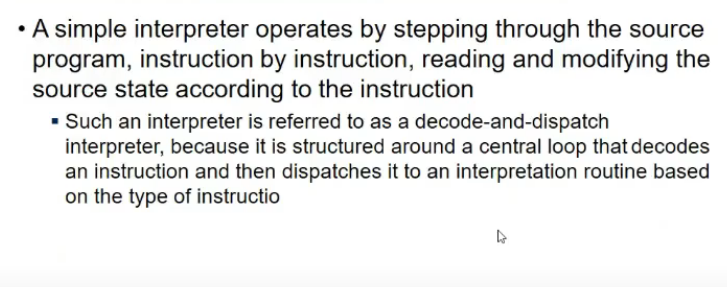 • A simple interpreter operates by stepping through the source
program, instruction by instruction, reading and modifying the
source state according to the instruction
▪ Such an interpreter is referred to as a decode-and-dispatch
interpreter, because it is structured around a central loop that decodes
an instruction and then dispatches it to an interpretation routine based
on the type of instructio